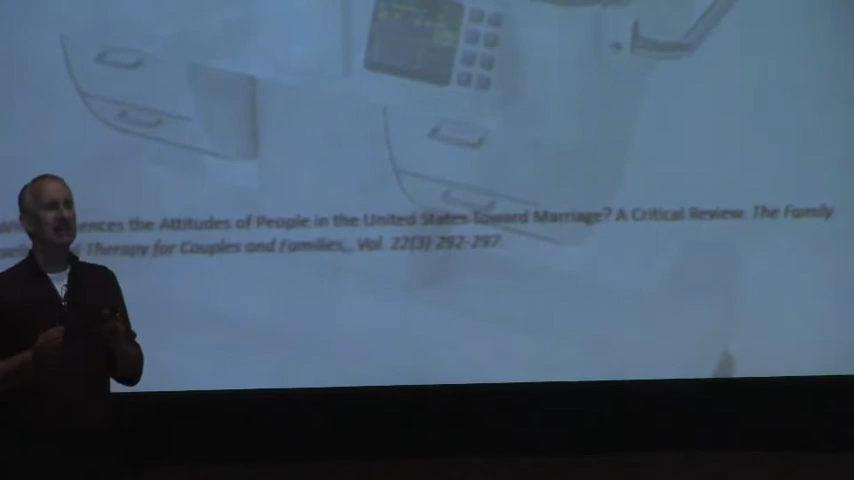 the Attitudes of People in the United States Toward Marriage? A Critical Review. The Family
Therapy for Couples and Families,, Vol. 22(3) 292-297